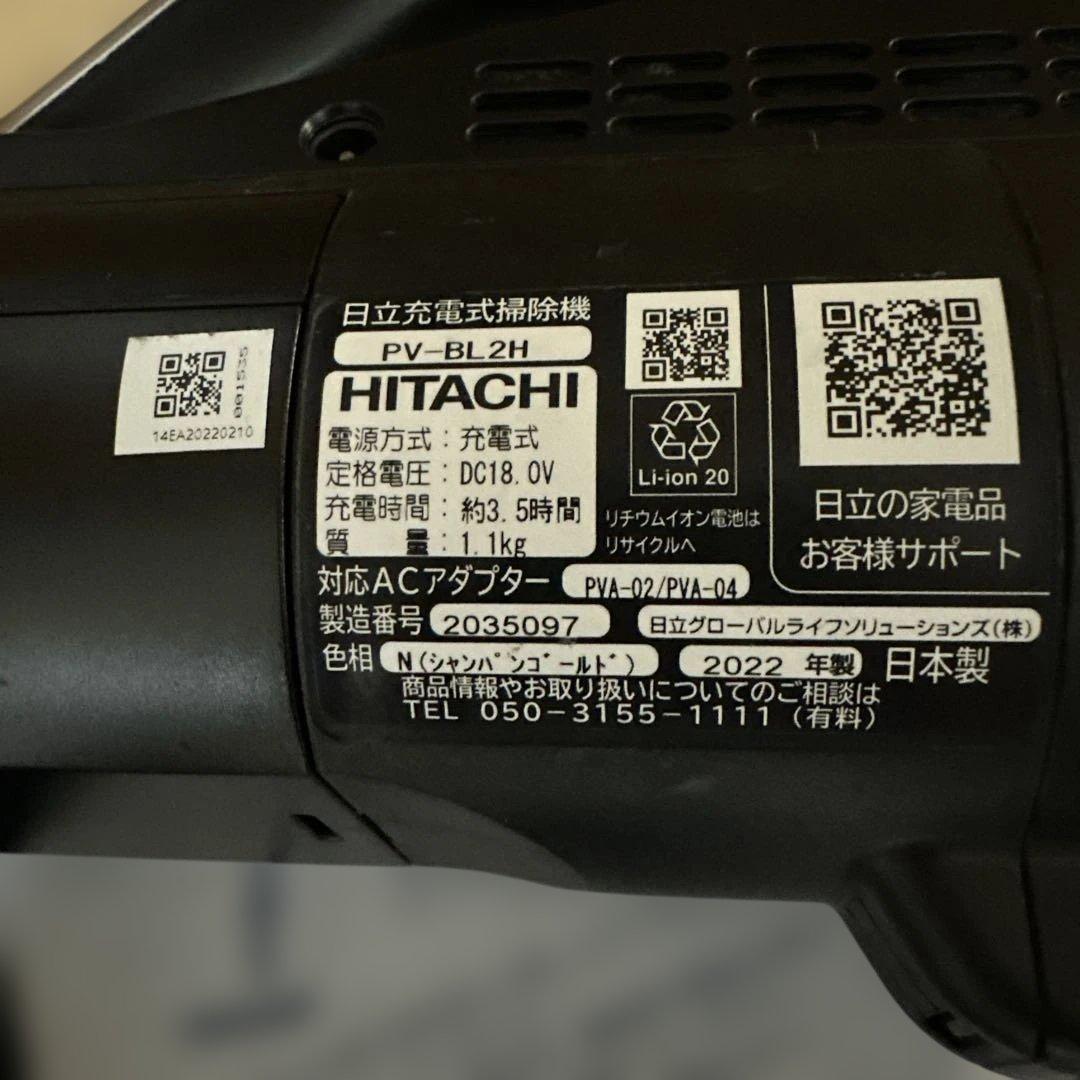 001535
14EA20220210
日立充電式掃除機
PV-BL2H
HITACHI
電源方式：充電式
定格電圧：DC18.0V
充電時間：約3.5時間
質　　量：1.1kg
Li-ion 20
リチウムイオン電池は
リサイクルへ
日立の家電品
お客様サポート
対応ACアダプター PVA-02/PVA-04
製造番号 2035097 日立グローバルライフソリューションズ(株)
色相 N(シャンパンゴールド) 2022 年製 日本製
商品情報やお取り扱いについてのご相談は
TEL 050-3155-1111（有料）